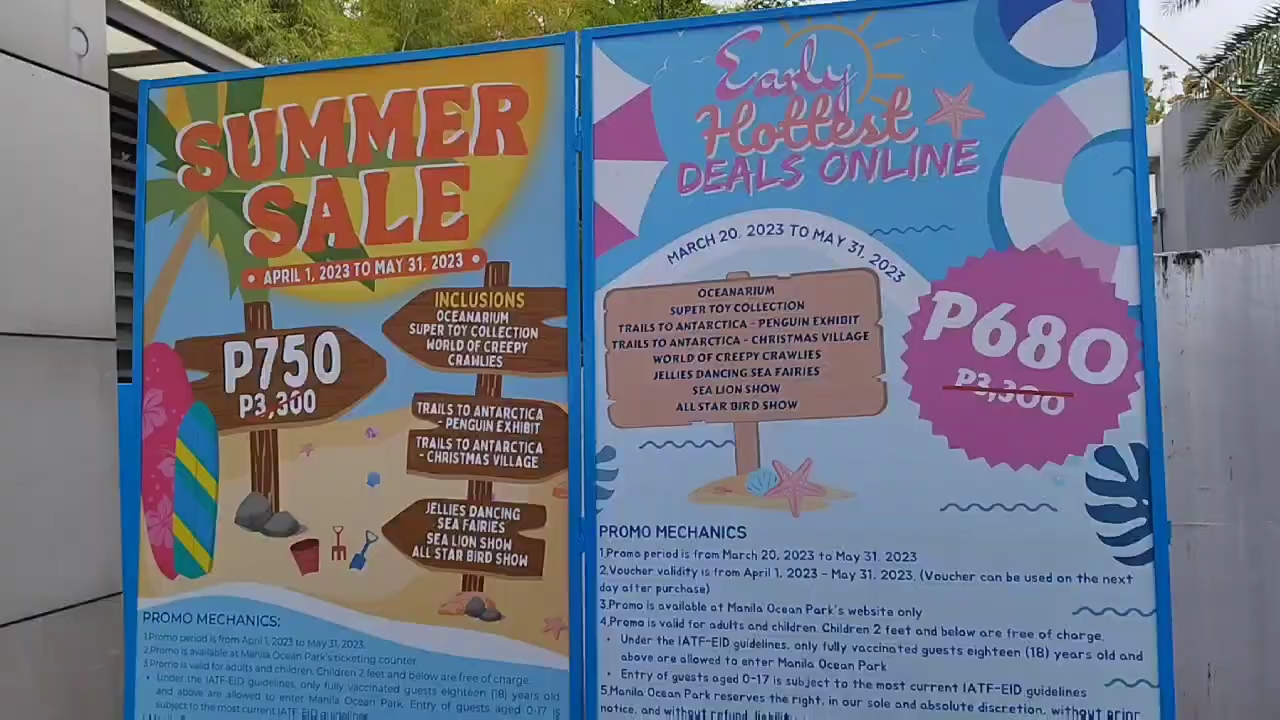 SUMMER
SALE
• APRIL 1, 2023 TO MAY 31, 2023 •
P750
P3,300
INCLUSIONS
OCEANARIUM
SUPER TOY COLLECTION
WORLD OF CREEPY
CRAWLIES
TRAILS TO ANTARCTICA
- PENGUIN EXHIBIT
TRAILS TO ANTARCTICA
- CHRISTMAS VILLAGE
JELLIES DANCING
SEA FAIRIES
SEA LION SHOW
ALL STAR BIRD SHOW
PROMO MECHANICS:
1.Promo period is from April 1, 2023 to May 31, 2023.
2.Promo is available at Manila Ocean Park's ticketing counter
3.Promo is valid for adults and children. Children 2 feet and below are free of charge.
• Under the IATF-EID guidelines, only fully vaccinated guests eighteen (18) years old
and above are allowed to enter Manila Ocean Park. Entry of guests aged 0-17 is
subject to the most current IATF-EID guidelines
Early
Hottest
DEALS ONLINE
MARCH 20, 2023 TO MAY 31, 2023
OCEANARIUM
SUPER TOY COLLECTION
TRAILS TO ANTARCTICA - PENGUIN EXHIBIT
TRAILS TO ANTARCTICA - CHRISTMAS VILLAGE
WORLD OF CREEPY CRAWLIES
JELLIES DANCING SEA FAIRIES
SEA LION SHOW
ALL STAR BIRD SHOW
P680
P3,300
PROMO MECHANICS
1.Promo period is from March 20, 2023 to May 31, 2023
2.Voucher validity is from April 1, 2023 - May 31, 2023, (Voucher can be used on the next
day after purchase)
3.Promo is available at Manila Ocean Park's website only
4.Promo is valid for adults and children. Children 2 feet and below are free of charge.
• Under the IATF-EID guidelines, only fully vaccinated guests eighteen (18) years old and
above are allowed to enter Manila Ocean Park
• Entry of guests aged 0-17 is subject to the most current IATF-EID guidelines
5.Manila Ocean Park reserves the right, in our sole and absolute discretion, without prior
notice, and without refund, liability